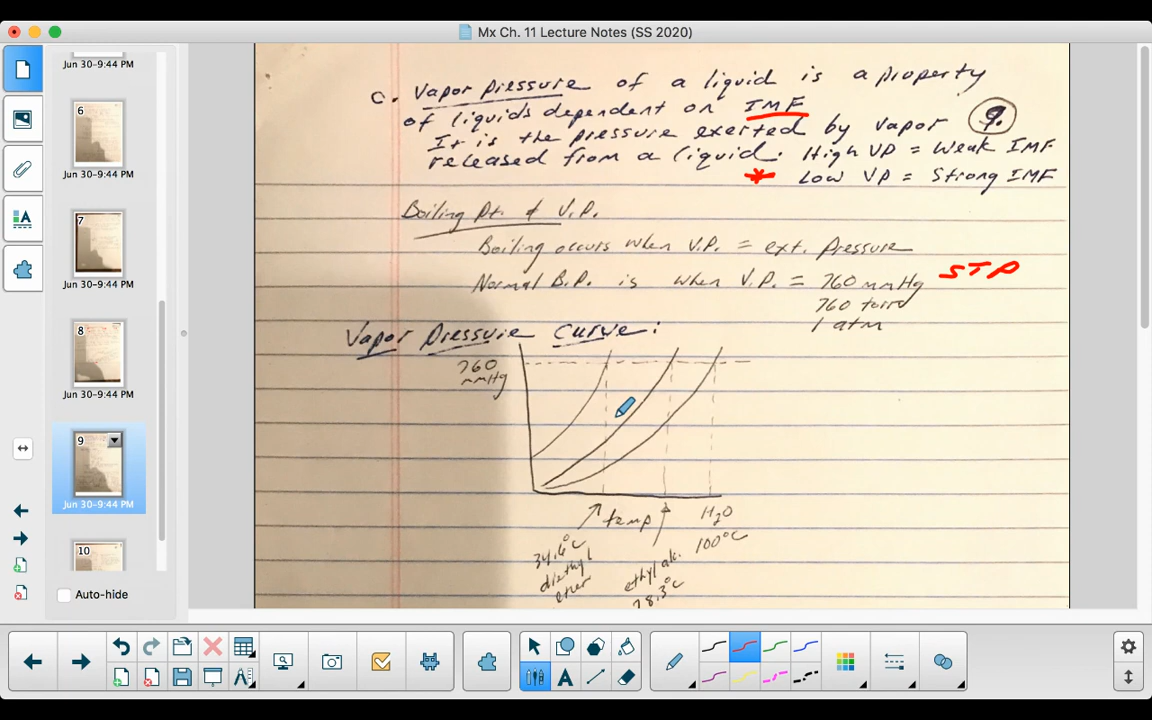 Mx Ch. 11 Lecture Notes (SS 2020)
Jun 30-9:44 PM
6
Jun 30-9:44 PM
7
Jun 30-9:44 PM
8
Jun 30-9:44 PM
9
Jun 30-9:44 PM
10
Auto-hide
c. Vapor pressure of a liquid is a property
of liquids dependent on IMF
9.
It is the pressure exerted by vapor
released from a liquid: High VP = Weak IMF
* Low VP = Strong IMF
Boiling Pt. & V.P.
Boiling occurs when V.P. = ext. pressure
Normal B.P. is when V.P. = 760 mmHg STP
760 torr
1 atm
Vapor Pressure Curve:
760
mmHg
temp
H2O
100°C
34.6°C
diethyl
ether
ethyl alc.
78.3°C